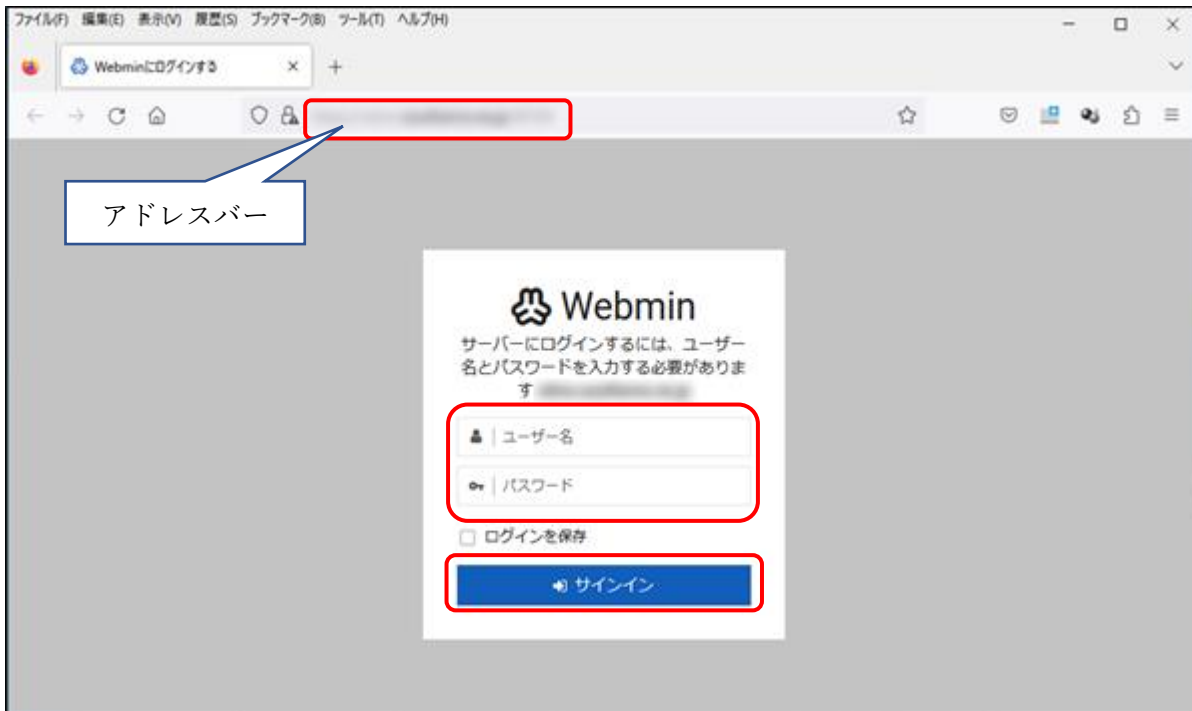 ファイル(F) 編集(E) 表示(V) 履歴(S) ブックマーク(B) ツール(T) ヘルプ(H)
Webminにログインする
アドレスバー
Webmin
サーバーにログインするには、ユーザー
名とパスワードを入力する必要がありま
す
ユーザー名
パスワード
ログインを保存
サインイン